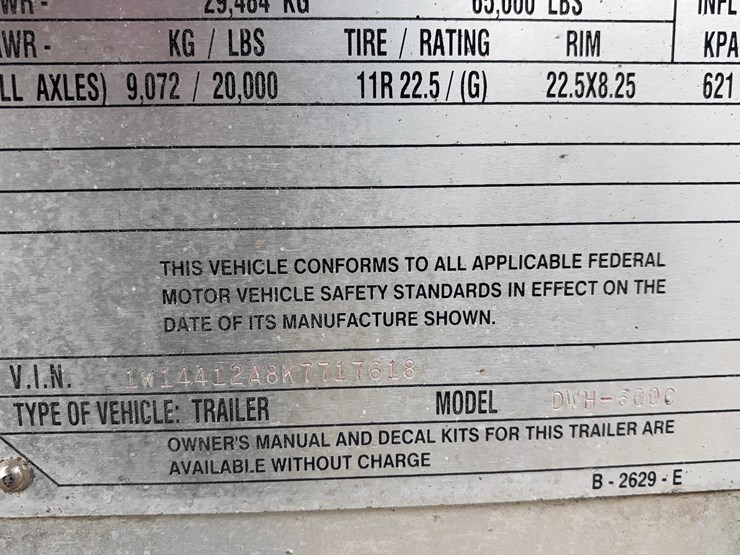 29,484 KG 65,000 LBS INFL
WR - KG / LBS TIRE / RATING RIM KPA
LL AXLES) 9,072 / 20,000 11R 22.5 / (G) 22.5X8.25 621
THIS VEHICLE CONFORMS TO ALL APPLICABLE FEDERAL
MOTOR VEHICLE SAFETY STANDARDS IN EFFECT ON THE
DATE OF ITS MANUFACTURE SHOWN.
V.I.N. 1W14412A8K7717618
TYPE OF VEHICLE: TRAILER MODEL
OWNER'S MANUAL AND DECAL KITS FOR THIS TRAILER ARE
AVAILABLE WITHOUT CHARGE
B - 2629 - E